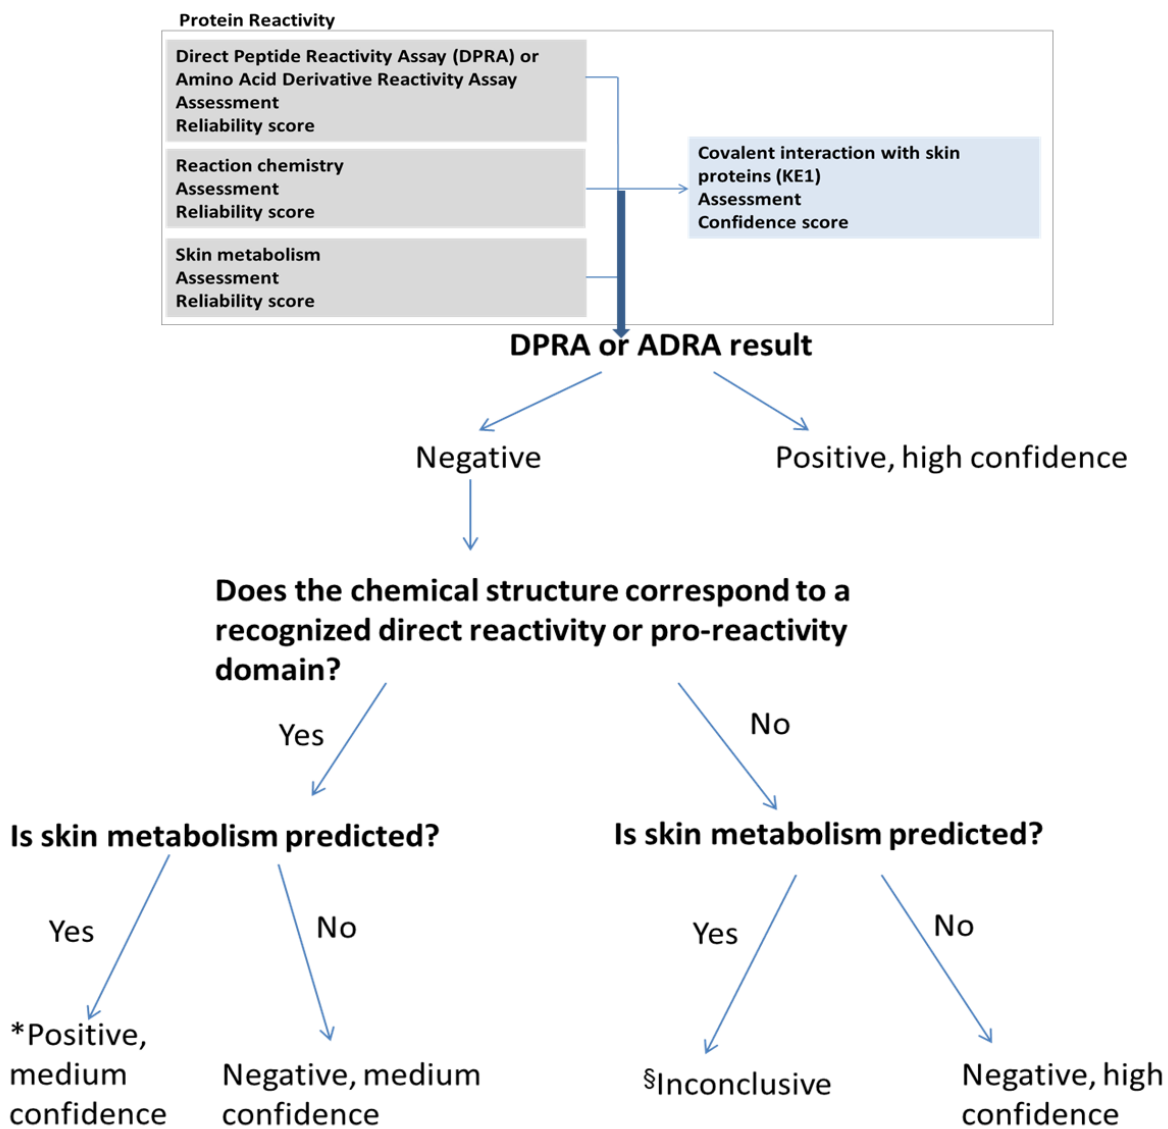 Protein Reactivity
Direct Peptide Reactivity Assay (DPRA) or
Amino Acid Derivative Reactivity Assay
Assessment
Reliability score
Reaction chemistry
Assessment
Reliability score
Skin metabolism
Assessment
Reliability score
Covalent interaction with skin
proteins (KE1)
Assessment
Confidence score
DPRA or ADRA result
Negative
Positive, high confidence
Does the chemical structure correspond to a
recognized direct reactivity or pro-reactivity
domain?
Yes
No
Is skin metabolism predicted?
Is skin metabolism predicted?
Yes
No
Yes
No
*Positive,
medium
confidence
Negative, medium
confidence
§Inconclusive
Negative, high
confidence